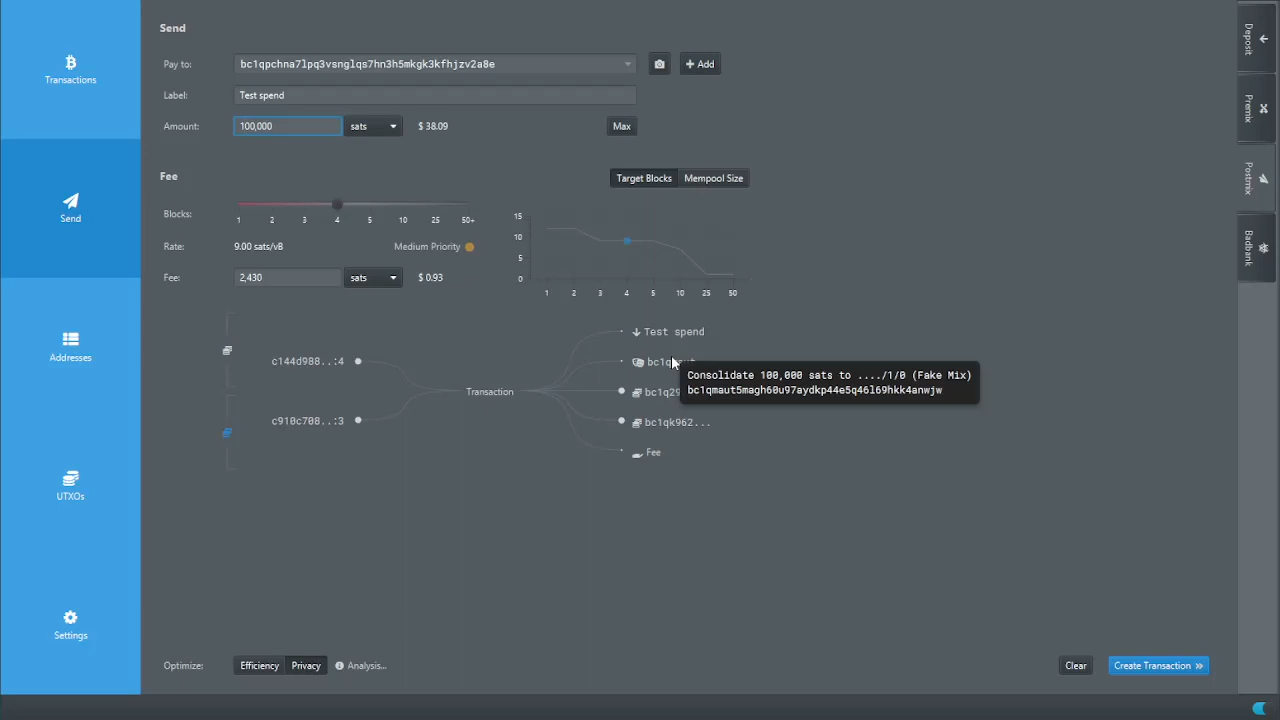 Transactions
Send
Addresses
UTXOs
Settings
Send
Pay to:
bc1qpchna7lpq3vsnglqs7hn3h5mkgk3kfhjzv2a8e
Add
Label:
Test spend
Amount:
100,000
sats
$ 38.09
Max
Fee
Target Blocks
Mempool Size
Blocks:
1 2 3 4 5 10 25 50+
Rate:
9.00 sats/vB
Medium Priority
Fee:
2,430
sats
$ 0.93
15
10
5
0
1 2 3 4 5 10 25 50
c144d988..:4
c910c708..:3
Transaction
Test spend
Consolidate 100,000 sats to ..../1/0 (Fake Mix)
bc1qmaut5magh60u97aydkp44e5q46l69hkk4anwjw
bc1q29
bc1qk962...
Fee
Optimize:
Efficiency
Privacy
Analysis...
Clear
Create Transaction
Deposit
Premix
Postmix
Badbank